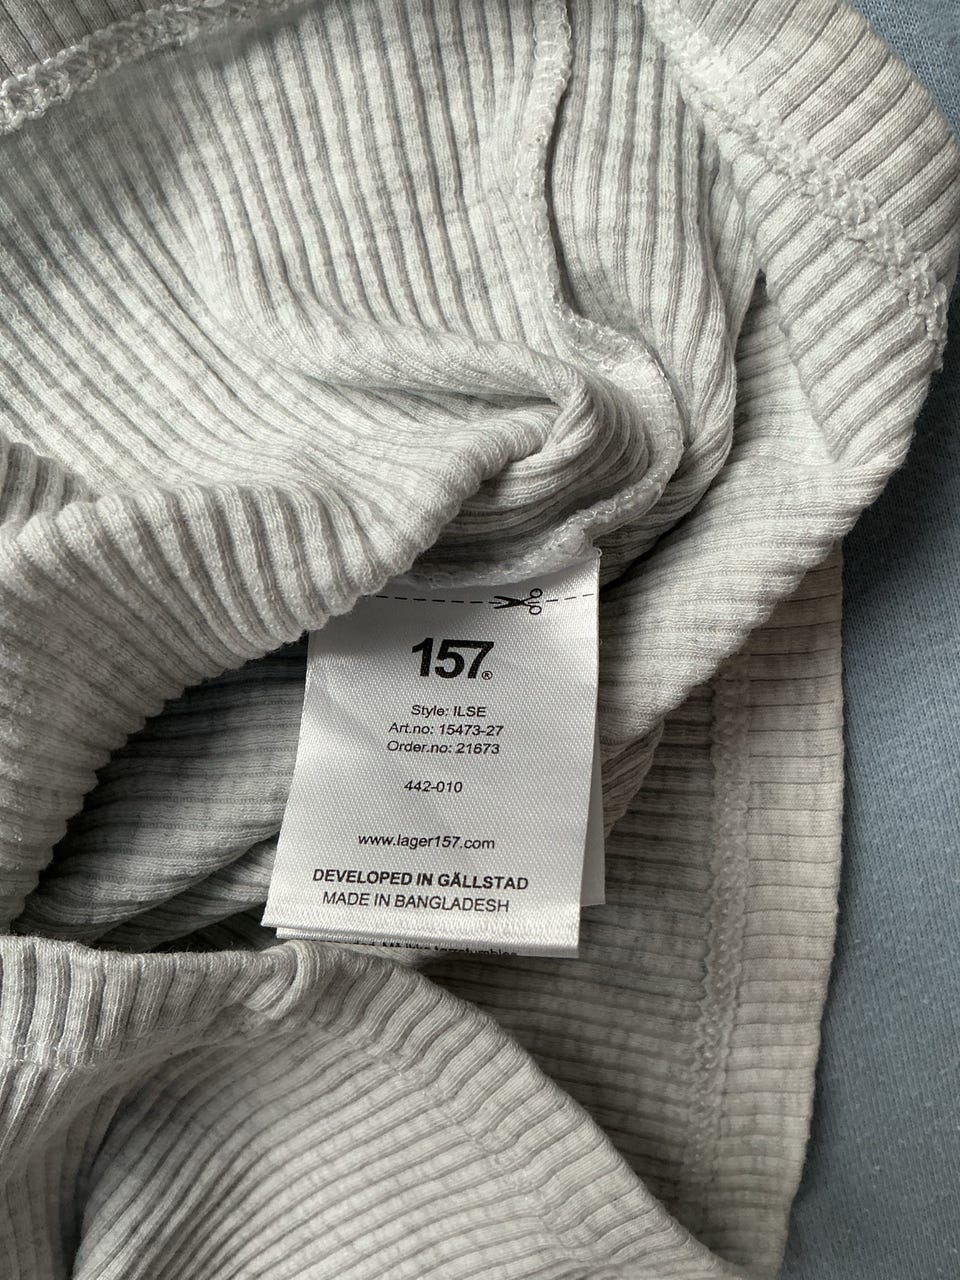 157®
Style: ILSE
Art.no: 15473-27
Order.no: 21673
442-010
www.lager157.com
DEVELOPED IN GÄLLSTAD
MADE IN BANGLADESH